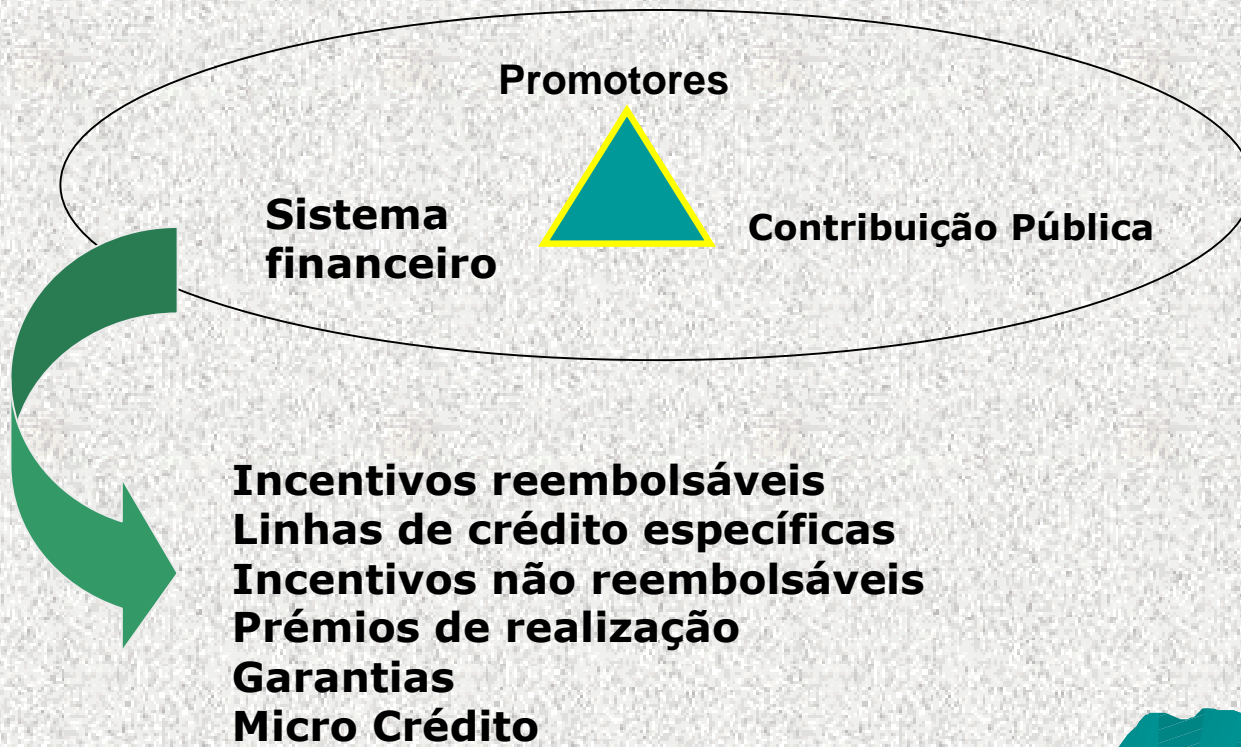 Promotores
Sistema
financeiro
Contribuição Pública
Incentivos reembolsáveis
Linhas de crédito específicas
Incentivos não reembolsáveis
Prémios de realização
Garantias
Micro Crédito